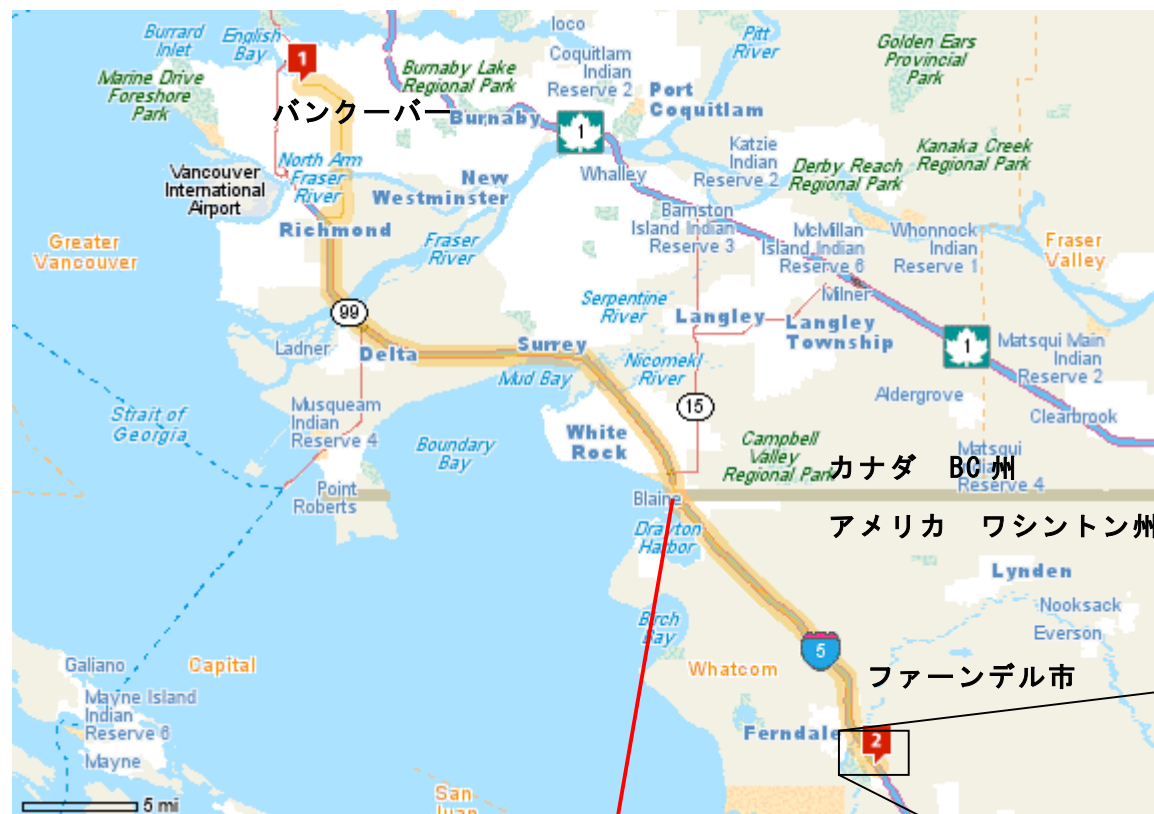 Burrard
Inlet
English
Bay
1
Marine Drive
Foreshore
Park
バンクーバー
Burnaby Lake
Regional Park
Ioco
Coquitlam
Indian
Reserve 2
Pitt
River
Golden Ears
Provincial
Park
Port
Coquitlam
Burnaby
1
Katzie
Indian
Reserve 2
Kanaka Creek
Regional Park
Derby Reach
Regional Park
Whalley
Vancouver
International
Airport
North Arm
Fraser
River
New
Westminster
Richmond
Barnston
Island Indian
Reserve 3
McMillan
Island Indian
Reserve 6
Whonnock
Indian
Reserve 1
Fraser
Valley
Greater
Vancouver
Fraser
River
Milner
Serpentine
River
99
Langley
Langley
Township
Ladner
Delta
Surrey
Mud Bay
Nicomekl
River
1
Matsqui Main
Indian
Reserve 2
Aldergrove
Clearbrook
Strait of
Georgia
Musqueam
Indian
Reserve 4
Boundary
Bay
White
Rock
15
Campbell
Valley
Regional Park
Matsqui
Reserve 4
カナダ BC州
Point
Roberts
Blaine
アメリカ ワシントン州
Drayton
Harbor
Lynden
Nooksack
Everson
Birch
Bay
5
Whatcom
ファーンデル市
Galiano
Capital
Mayne Island
Indian
Reserve 6
Mayne
Ferndale
2
5 mi
San
Juan